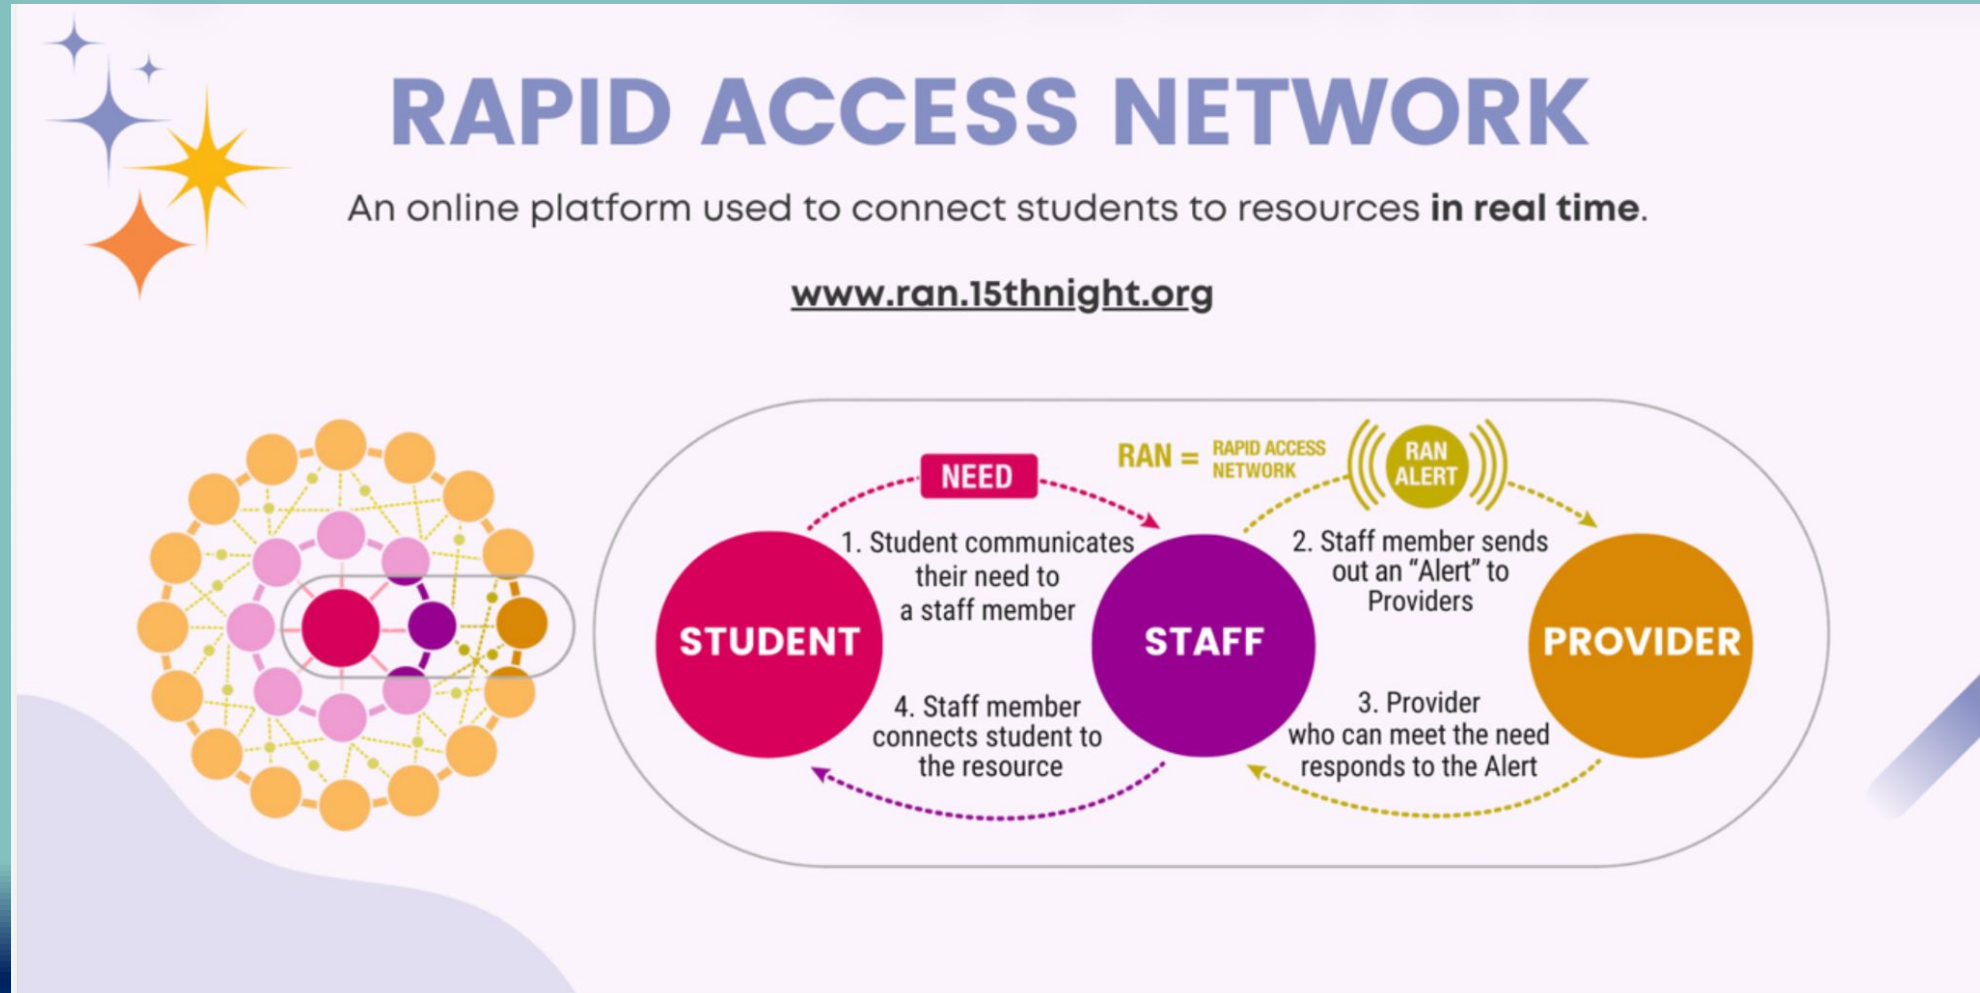 RAPID ACCESS NETWORK
An online platform used to connect students to resources in real time.
www.ran.15thnight.org
NEED
RAN =
RAPID ACCESS
NETWORK
RAN
ALERT
1. Student communicates
their need to
a staff member
2. Staff member sends
out an “Alert” to
Providers
STUDENT
STAFF
PROVIDER
4. Staff member
connects student to
the resource
3. Provider
who can meet the need
responds to the Alert